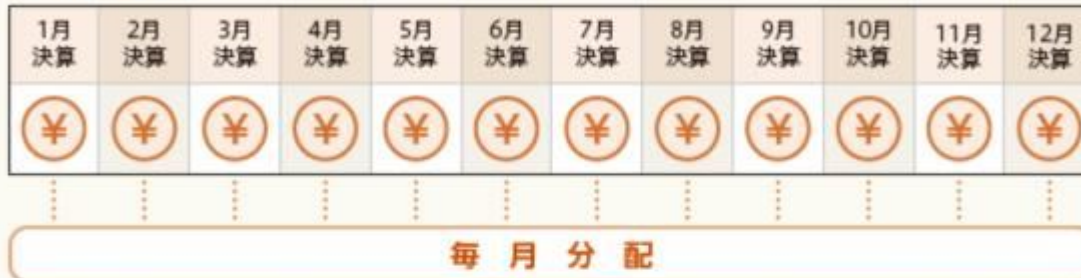 1月 2月 3月 4月 5月 6月 7月 8月 9月 10月 11月 12月
決算 決算 決算 決算 決算 決算 決算 決算 決算 決算 決算 決算
¥ ¥ ¥ ¥ ¥ ¥ ¥ ¥ ¥ ¥ ¥ ¥
毎月分配